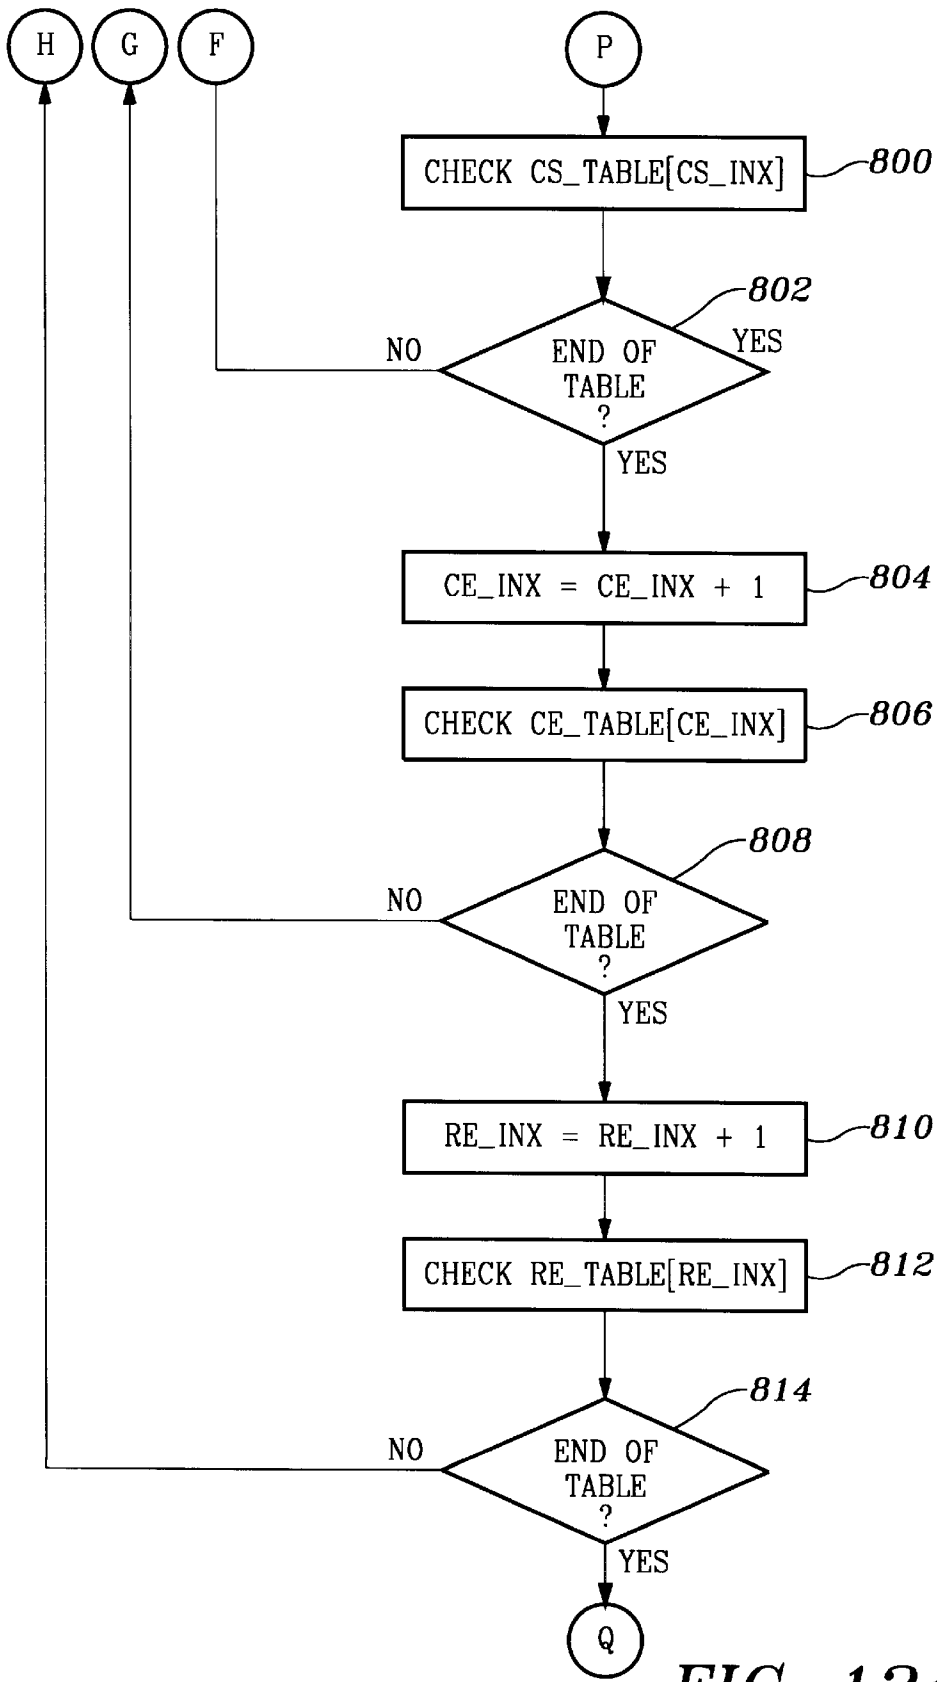 H G F P
CHECK CS_TABLE[CS_INX]
800
802
NO
END OF
TABLE
?
YES
YES
CE_INX = CE_INX + 1
804
CHECK CE_TABLE[CE_INX]
806
808
NO
END OF
TABLE
?
YES
RE_INX = RE_INX + 1
810
CHECK RE_TABLE[RE_INX]
812
814
NO
END OF
TABLE
?
YES
Q
FIG.